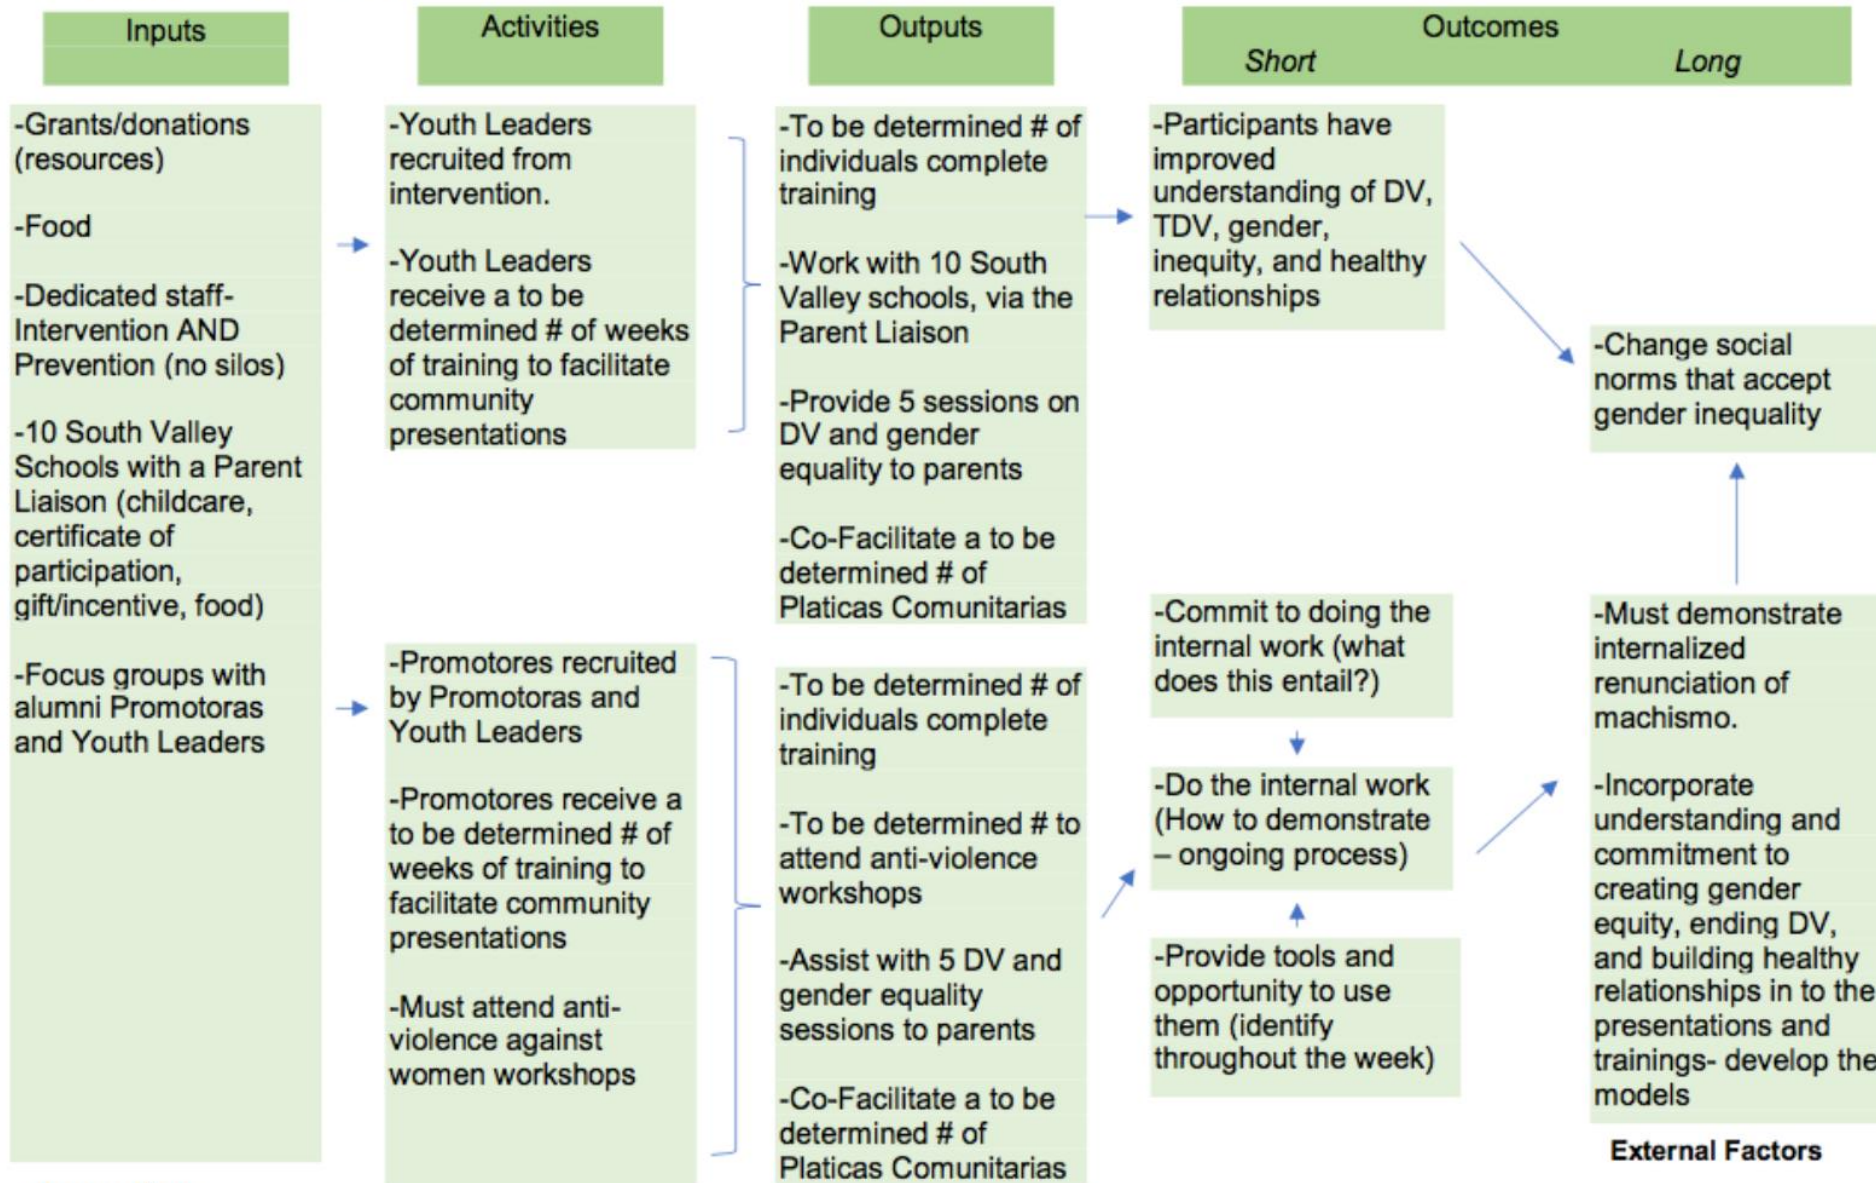 Inputs
Activities
Outputs
Outcomes
Short
Long
-Grants/donations
(resources)
-Food
-Dedicated staff-
Intervention AND
Prevention (no silos)
-10 South Valley
Schools with a Parent
Liaison (childcare,
certificate of
participation,
gift/incentive, food)
-Focus groups with
alumni Promotoras
and Youth Leaders
-Youth Leaders
recruited from
intervention.
-Youth Leaders
receive a to be
determined # of weeks
of training to facilitate
community
presentations
-Promotores recruited
by Promotoras and
Youth Leaders
-Promotores receive a
to be determined # of
weeks of training to
facilitate community
presentations
-Must attend anti-
violence against
women workshops
-To be determined # of
individuals complete
training
-Work with 10 South
Valley schools, via the
Parent Liaison
-Provide 5 sessions on
DV and gender
equality to parents
-Co-Facilitate a to be
determined # of
Platicas Comunitarias
-To be determined # of
individuals complete
training
-To be determined # to
attend anti-violence
workshops
-Assist with 5 DV and
gender equality
sessions to parents
-Co-Facilitate a to be
determined # of
Platicas Comunitarias
-Participants have
improved
understanding of DV,
TDV, gender,
inequity, and healthy
relationships
-Commit to doing the
internal work (what
does this entail?)
-Do the internal work
(How to demonstrate
– ongoing process)
-Provide tools and
opportunity to use
them (identify
throughout the week)
-Change social
norms that accept
gender inequality
-Must demonstrate
internalized
renunciation of
machismo.
-Incorporate
understanding and
commitment to
creating gender
equity, ending DV,
and building healthy
relationships in to the
presentations and
trainings- develop the
models
External Factors